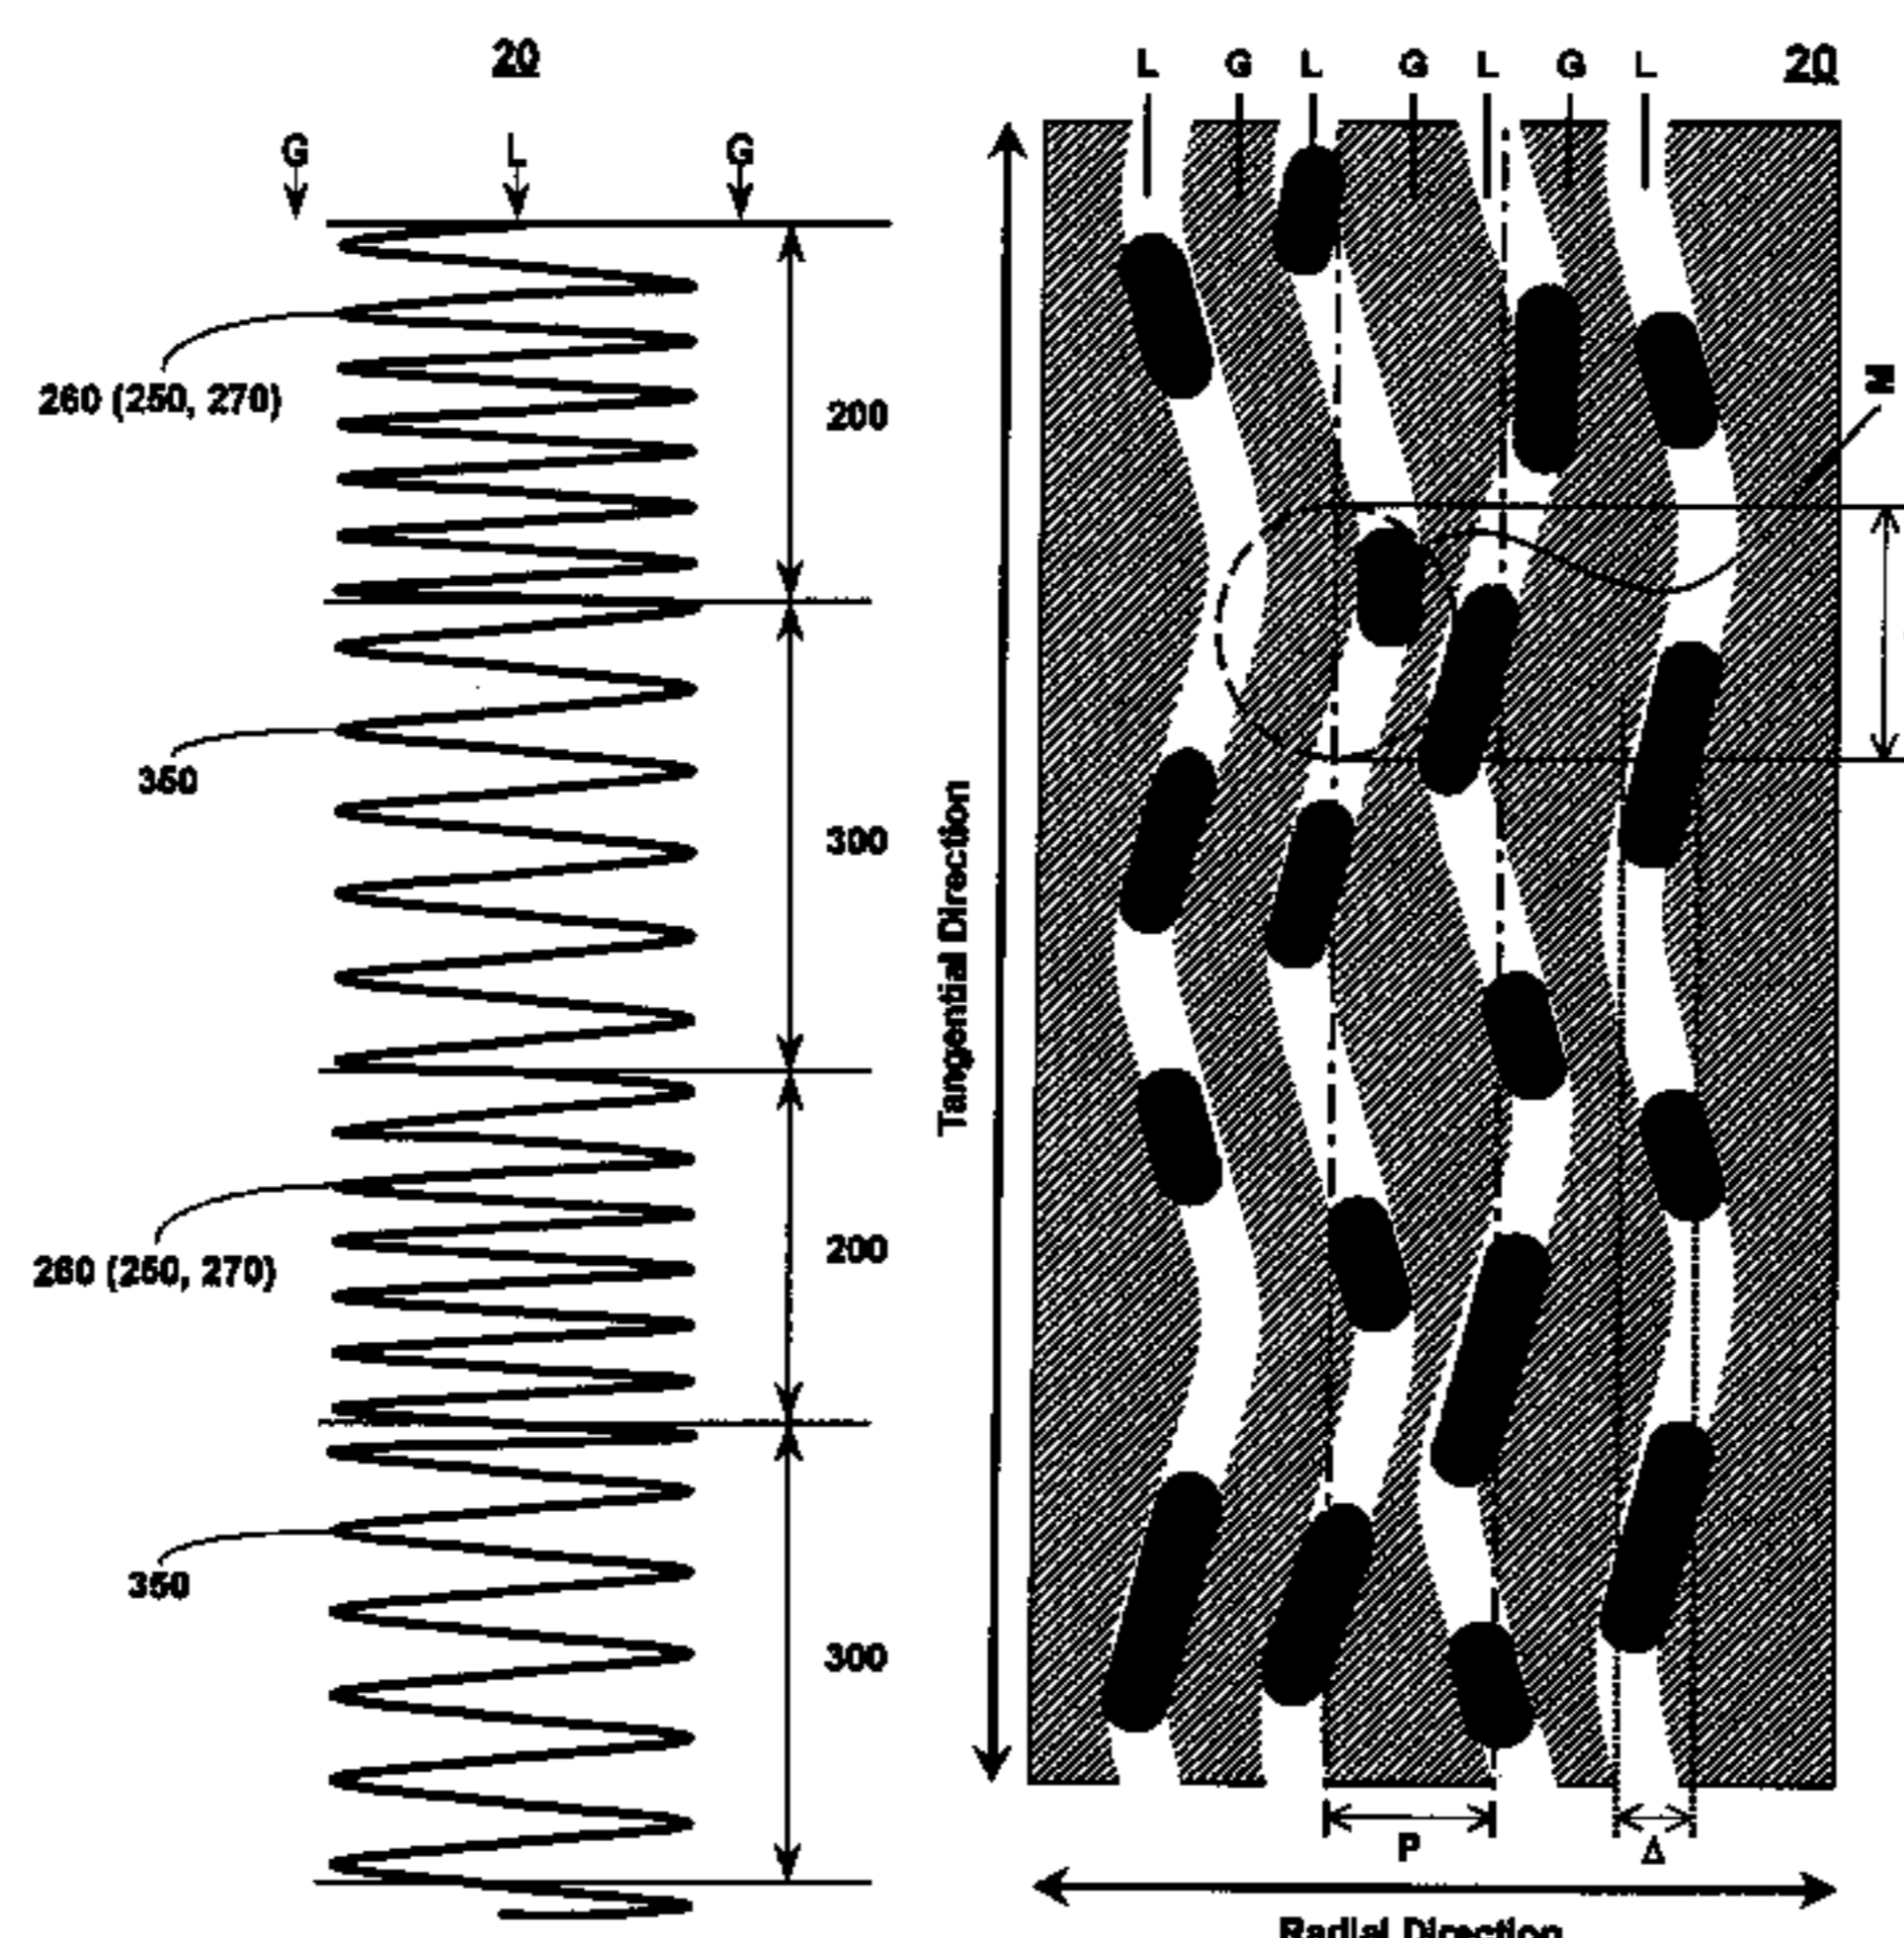 20
G L G
260 (250, 270)
200
350
300
260 (250, 270)
200
350
300
L G L G L G L 20
M
Tangential Direction
P Δ
Radial Direction